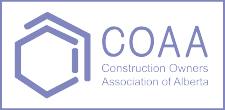 COAA
Construction Owners
Association of Alberta